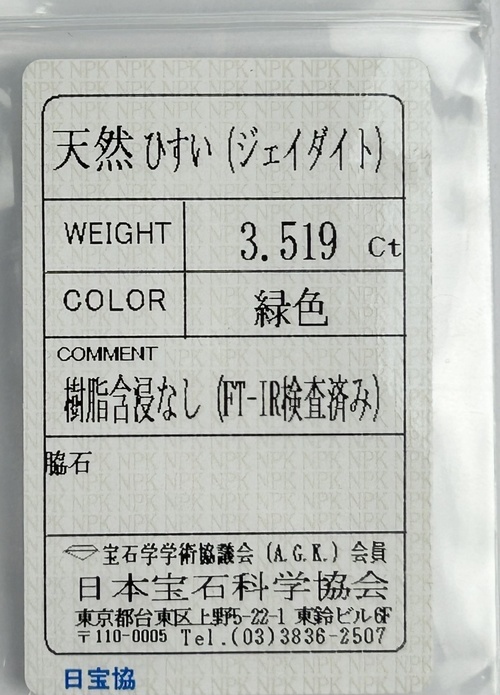 天然 ひすい (ジェイダイト)
WEIGHT 3.519 Ct
COLOR 緑色
COMMENT
樹脂含浸なし (FT-IR検査済み)
脇石
宝石学学術協議会 (A.G.K.) 会員
日本宝石科学協会
東京都台東区上野5-22-1 東鈴ビル6F
〒110-0005 Tel.(03)3836-2507
日宝協